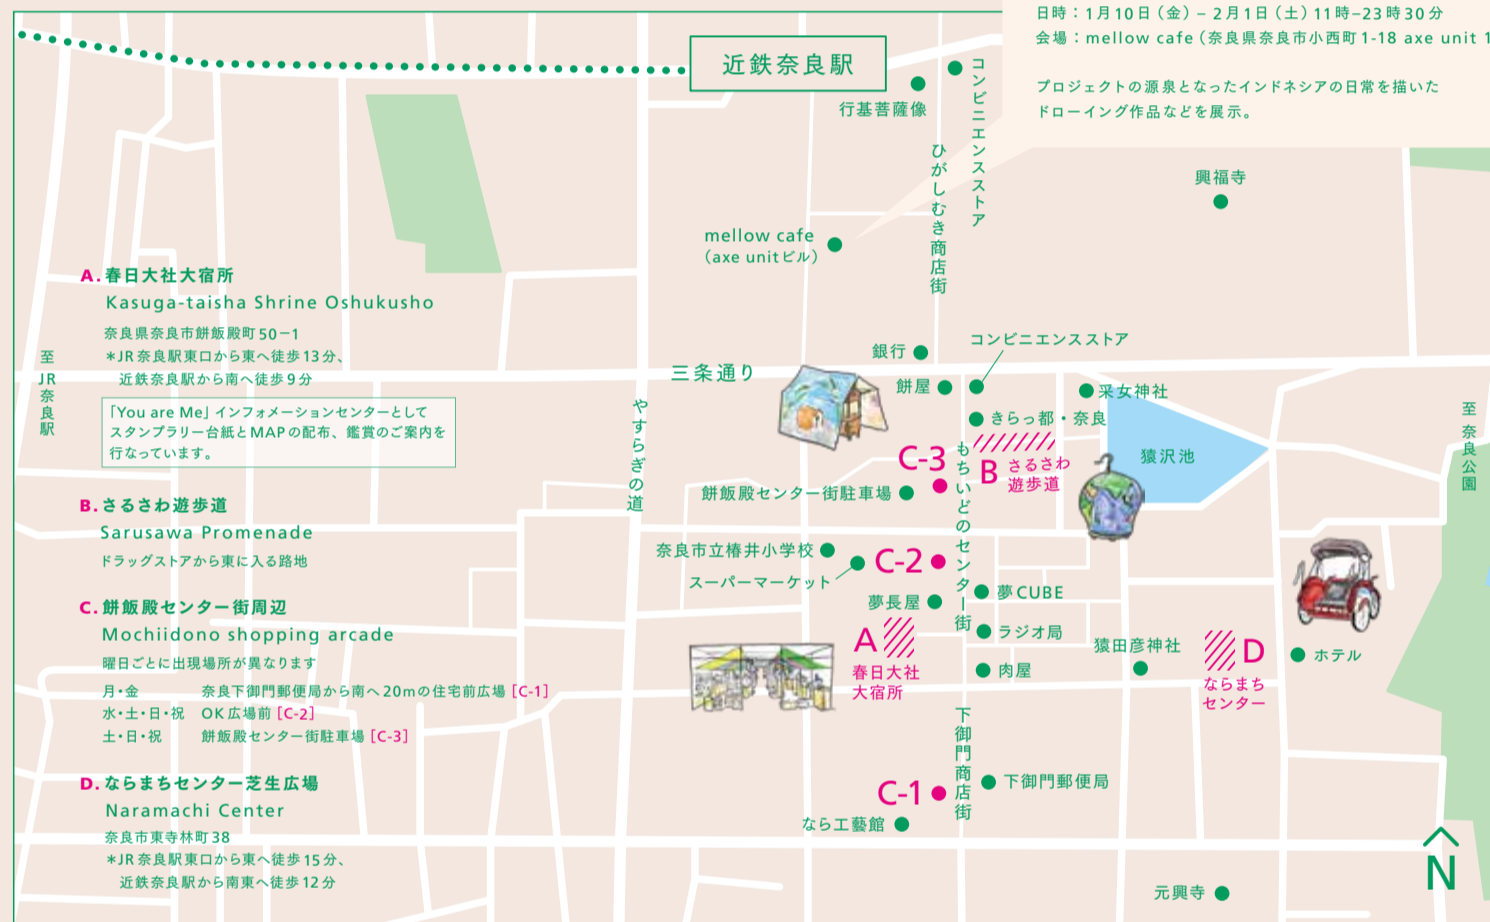 日時：1月10日（金）– 2月1日（土）11時–23時30分
会場：mellow cafe（奈良県奈良市小西町1-18 axe unit 1
プロジェクトの源泉となったインドネシアの日常を描いた
ドローイング作品などを展示。
近鉄奈良駅
コンビニエンスストア
行基菩薩像
ひがしむき商店街
興福寺
mellow cafe
（axe unitビル）
A.春日大社大宿所
Kasuga-taisha Shrine Oshukusho
奈良県奈良市餅飯殿町50−1
＊JR奈良駅東口から東へ徒歩13分、
近鉄奈良駅から南へ徒歩9分
「You are Me」インフォメーションセンターとして
スタンプラリー台紙とMAPの配布、鑑賞のご案内を
行なっています。
B.さるさわ遊歩道
Sarusawa Promenade
ドラッグストアから東に入る路地
C.餅飯殿センター街周辺
Mochiidono shopping arcade
曜日ごとに出現場所が異なります
月・金 奈良下御門郵便局から南へ20mの住宅前広場［C-1］
水・土・日・祝 OK広場前［C-2］
土・日・祝 餅飯殿センター街駐車場［C-3］
D.ならまちセンター芝生広場
Naramachi Center
奈良市東寺林町38
＊JR奈良駅東口から東へ徒歩15分、
近鉄奈良駅から南東へ徒歩12分
至JR奈良駅
三条通り
やすらぎの道
銀行
コンビニエンスストア
餅屋
采女神社
きらっ都・奈良
至奈良公園
C-3
もちいどのセンター街
B さるさわ
遊歩道
猿沢池
餅飯殿センター街駐車場
奈良市立椿井小学校
C-2
スーパーマーケット
夢CUBE
夢長屋
ラジオ局
A
春日大社
大宿所
肉屋
猿田彦神社
D
ならまち
センター
ホテル
下御門商店街
C-1
下御門郵便局
なら工藝館
元興寺
N